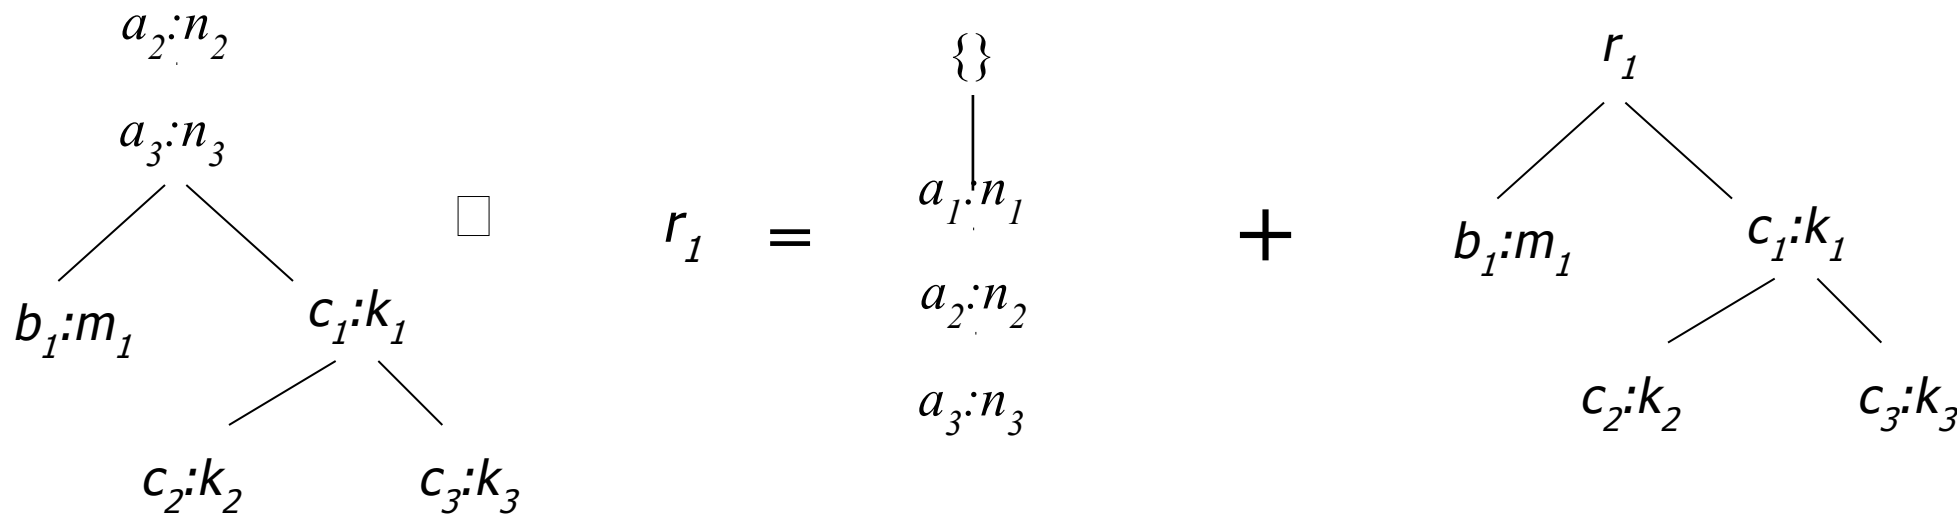 a₂:n₂
a₃:n₃
b₁:m₁
c₁:k₁
c₂:k₂
c₃:k₃
r₁ =
{}
a₁:n₁
a₂:n₂
a₃:n₃
+
r₁
b₁:m₁
c₁:k₁
c₂:k₂
c₃:k₃